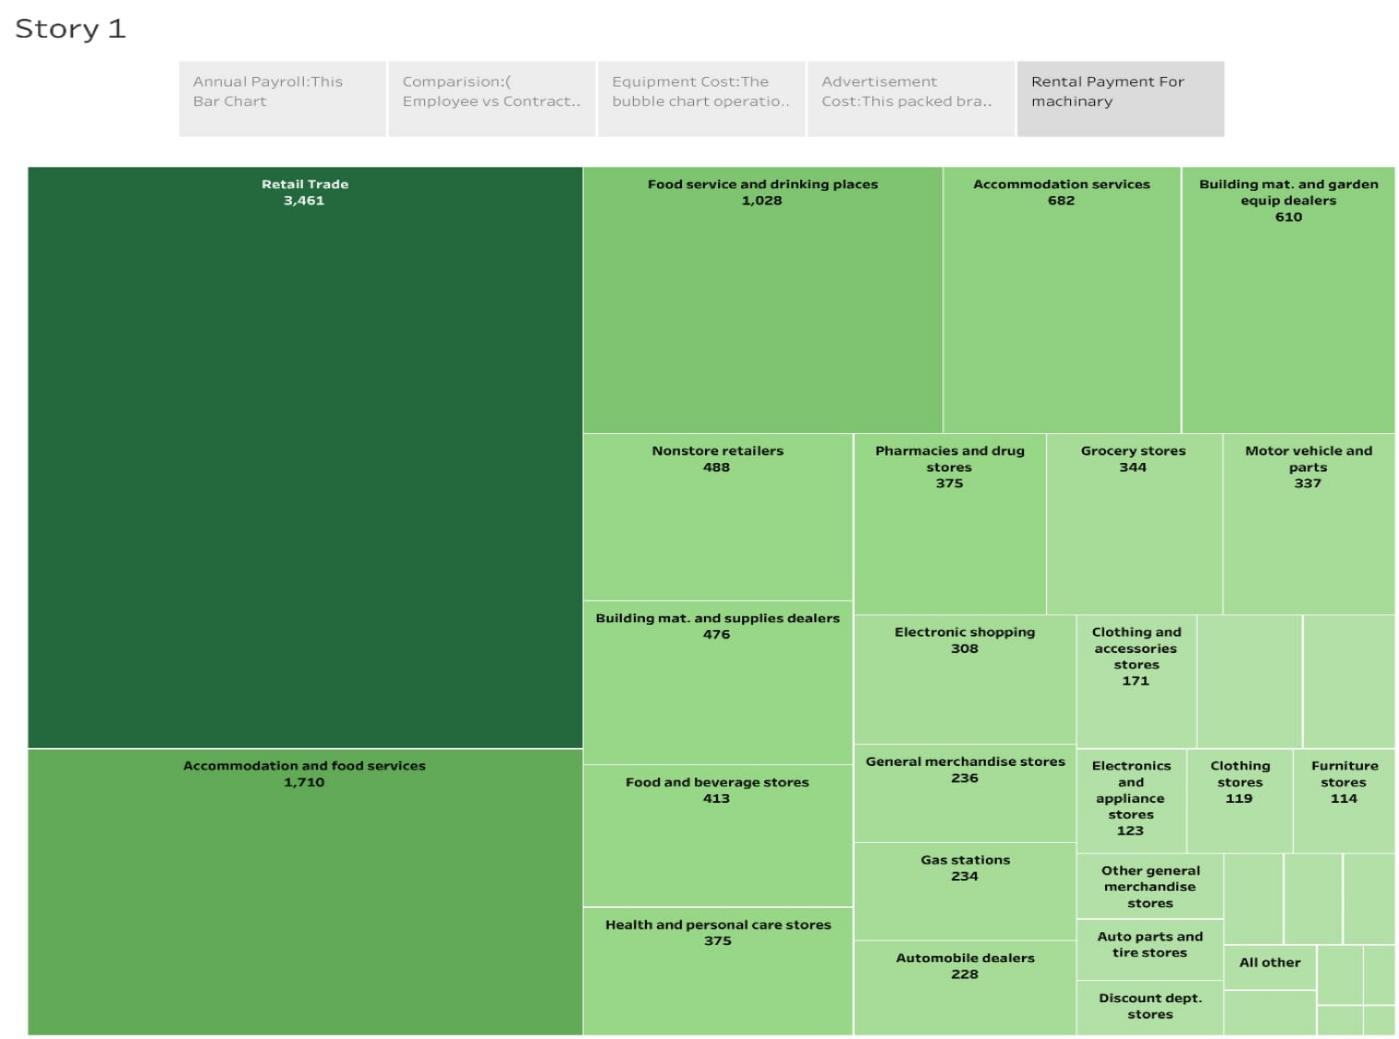 Story 1
Annual Payroll:This
Bar Chart
Comparision:(
Employee vs Contract..
Equipment Cost:The
bubble chart operatio..
Advertisement
Cost:This packed bra..
Rental Payment For
machinary
Retail Trade
3,461
Food service and drinking places
1,028
Accommodation services
682
Building mat. and garden
equip dealers
610
Nonstore retailers
488
Pharmacies and drug
stores
375
Grocery stores
344
Motor vehicle and
parts
337
Building mat. and supplies dealers
476
Electronic shopping
308
Clothing and
accessories
stores
171
Accommodation and food services
1,710
Food and beverage stores
413
General merchandise stores
236
Electronics
and
appliance
stores
123
Clothing
stores
119
Furniture
stores
114
Gas stations
234
Other general
merchandise
stores
Health and personal care stores
375
Auto parts and
tire stores
Automobile dealers
228
All other
Discount dept.
stores